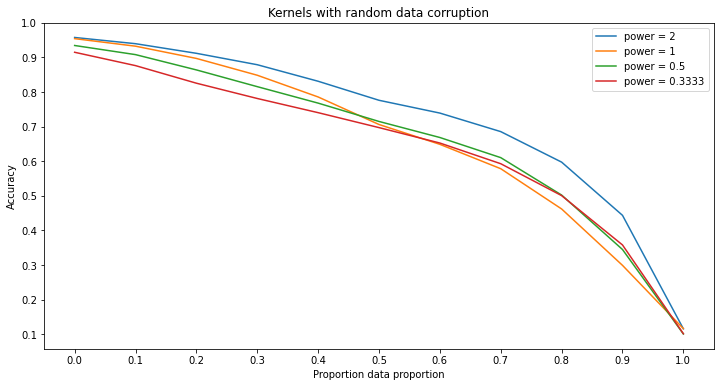 Kernels with random data corruption
power = 2
power = 1
power = 0.5
power = 0.3333
Accuracy
1.0
0.9
0.8
0.7
0.6
0.5
0.4
0.3
0.2
0.1
0.0 0.1 0.2 0.3 0.4 0.5 0.6 0.7 0.8 0.9 1.0
Proportion data proportion